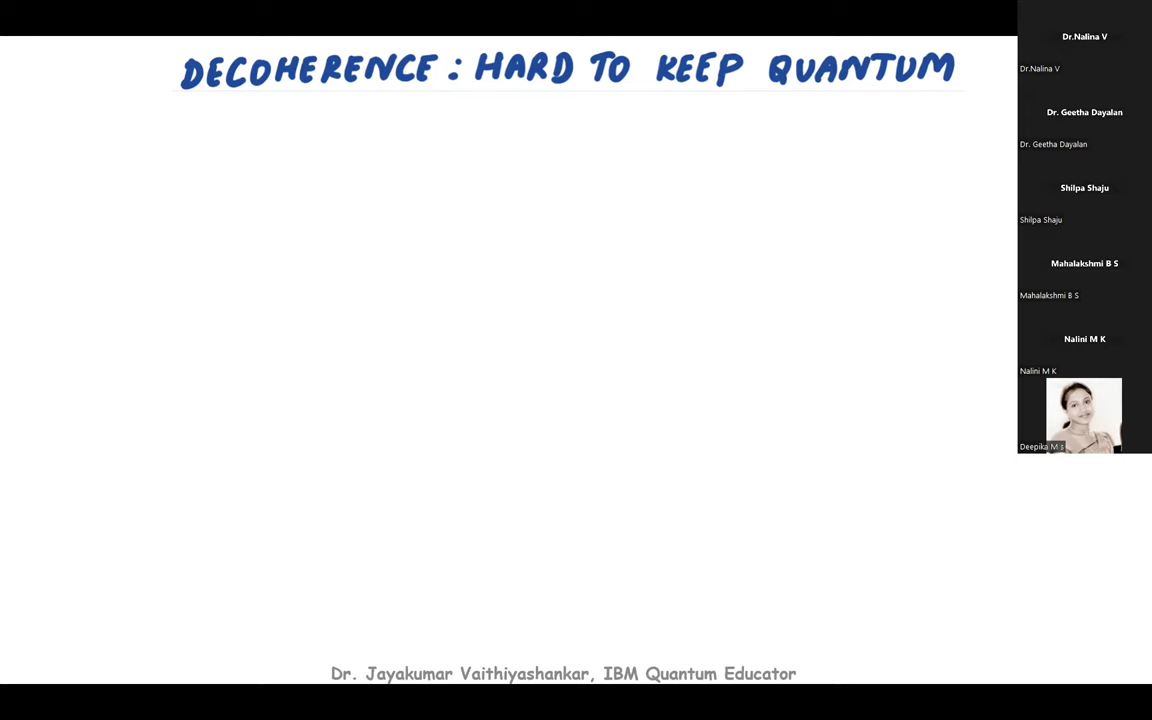 DECOHERENCE : HARD TO KEEP QUANTUM
Dr.Nalina V
Dr.Nalina V
Dr. Geetha Dayalan
Dr. Geetha Dayalan
Shilpa Shaju
Shilpa Shaju
Mahalakshmi B S
Mahalakshmi B S
Nalini M K
Nalini M K
Deepika M s
Dr. Jayakumar Vaithiyashankar, IBM Quantum Educator